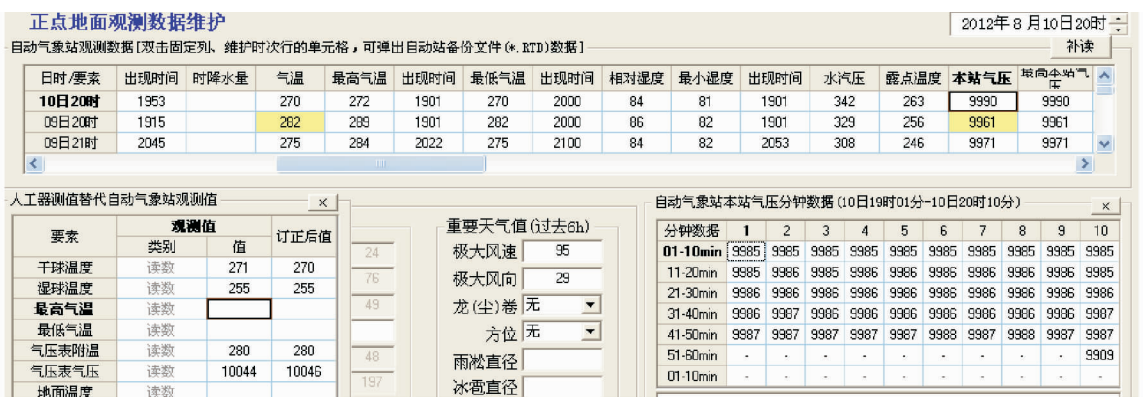 正点地面观测数据维护
2012年 8 月10日20时
自动气象站观测数据[双击固定列、维护时次行的单元格,可弹出自动站备份文件(*.RTD)数据]
补读
日时/要素 出现时间 时降水量 气温 最高气温 出现时间 最低气温 出现时间 相对湿度 最小湿度 出现时间 水汽压 露点温度 本站气压 最高本站气压
10日20时 1953 270 272 1901 270 2000 84 81 1901 342 263 9990 9990
09日20时 1915 282 289 1901 282 2000 86 82 1901 329 256 9961 9961
09日21时 2045 275 284 2022 275 2100 84 82 2053 308 246 9971 9971
人工器测值替代自动气象站观测值
要素 观测值 订正后值
类别 值
干球温度 读数 271 270
湿球温度 读数 255 255
最高气温 读数
最低气温 读数
气压表附温 读数 280 280
气压表气压 读数 10044 10046
地面温度 读数
24
76
49
48
197
重要天气值(过去6h)
极大风速 95
极大风向 29
龙(尘)卷 无
方位 无
雨凇直径
冰雹直径
自动气象站本站气压分钟数据(10日19时01分-10日20时10分)
分钟数据 1 2 3 4 5 6 7 8 9 10
01-10min 9985 9985 9985 9985 9985 9985 9985 9985 9985 9985
11-20min 9985 9986 9985 9986 9986 9986 9986 9986 9986 9986
21-30min 9986 9986 9986 9986 9986 9986 9986 9986 9986 9986
31-40min 9986 9987 9986 9986 9986 9986 9986 9986 9986 9987
41-50min 9987 9987 9987 9987 9987 9988 9987 9988 9987 9987
51-60min - - - - - - - - - 9989
01-10min - - - - - - - - - -